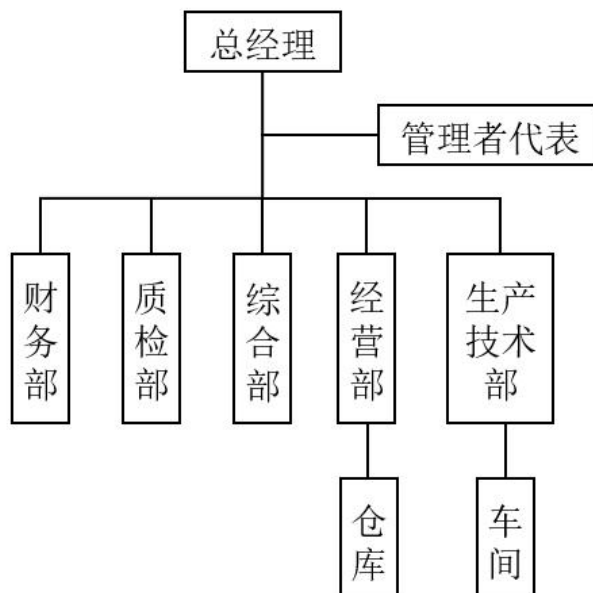 总经理
管理者代表
财务部
质检部
综合部
经营部
生产技术部
仓库
车间